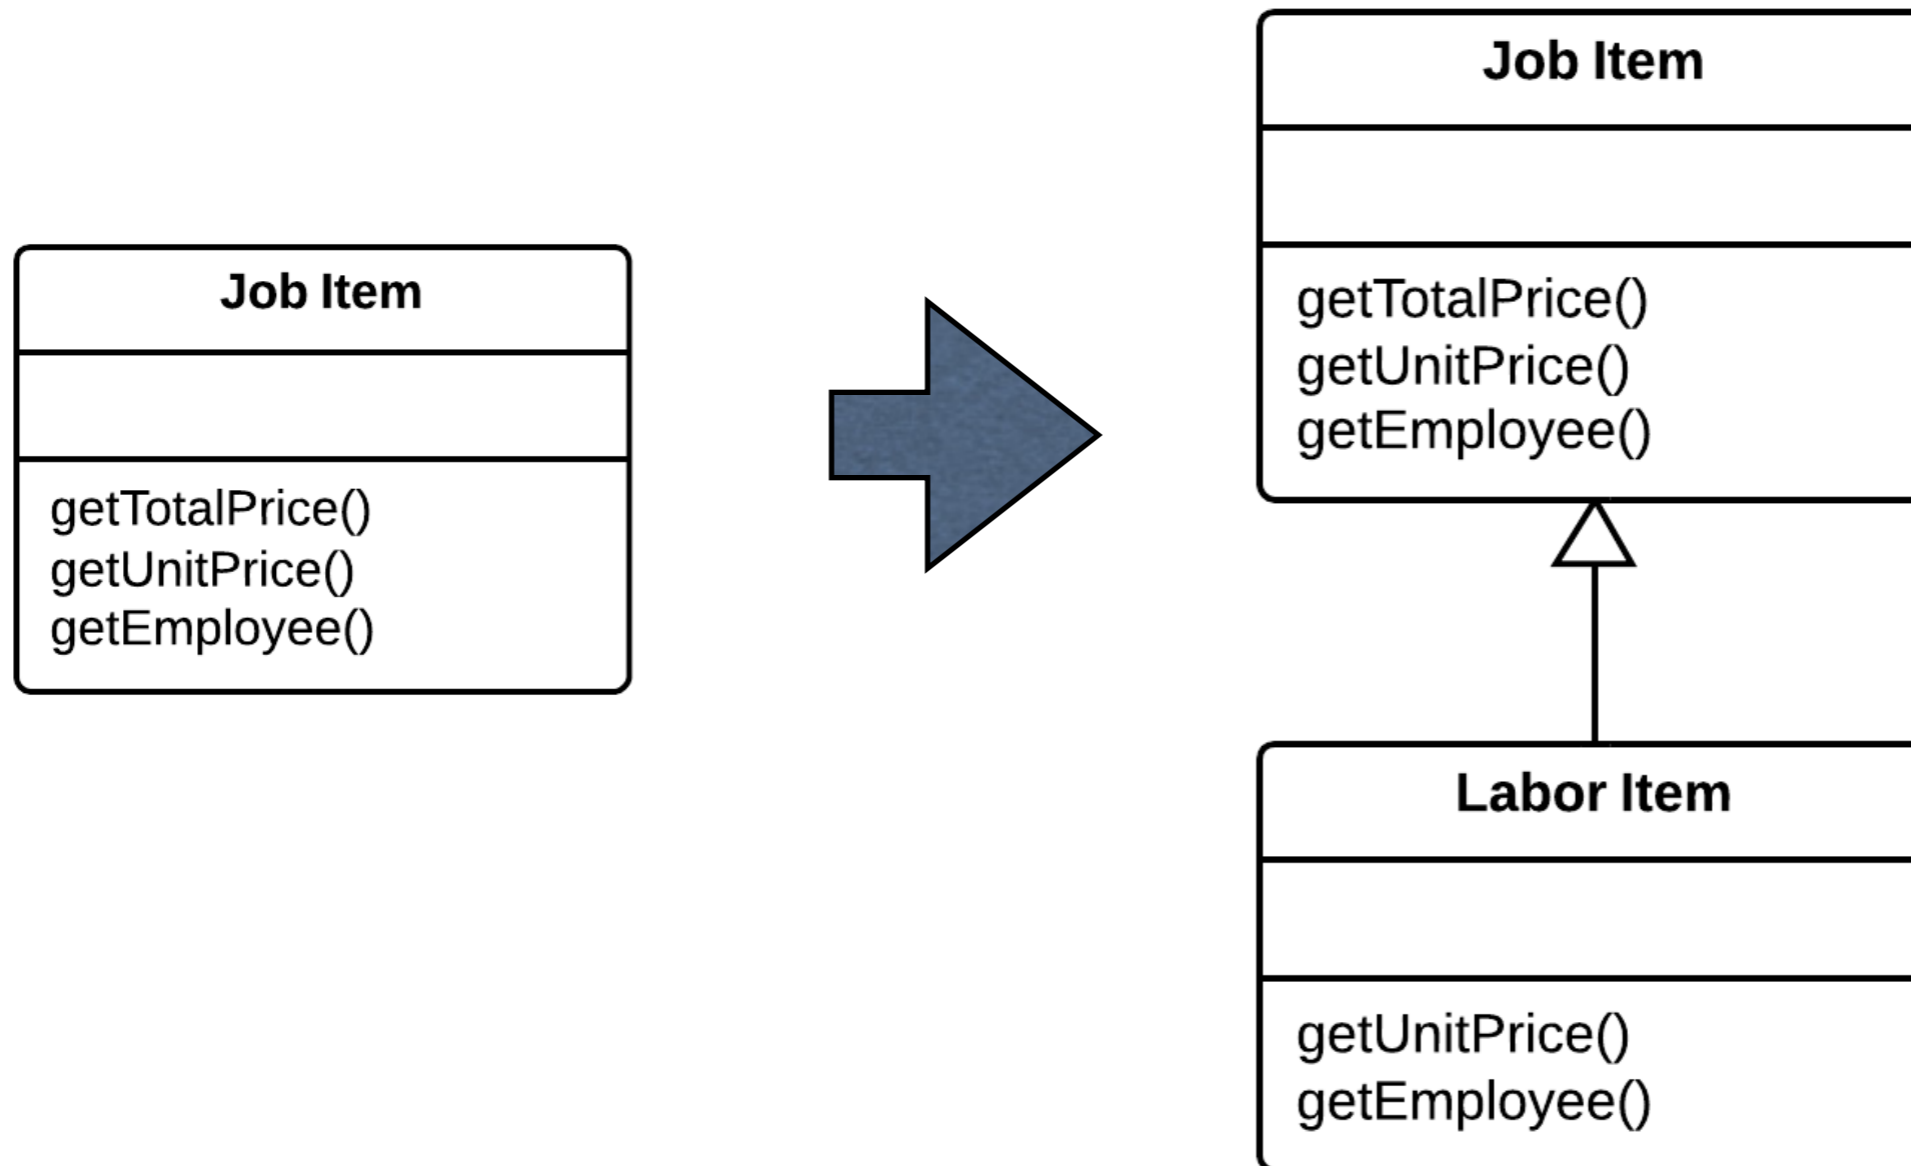 Job Item
getTotalPrice()
getUnitPrice()
getEmployee()
Job Item
getTotalPrice()
getUnitPrice()
getEmployee()
Labor Item
getUnitPrice()
getEmployee()